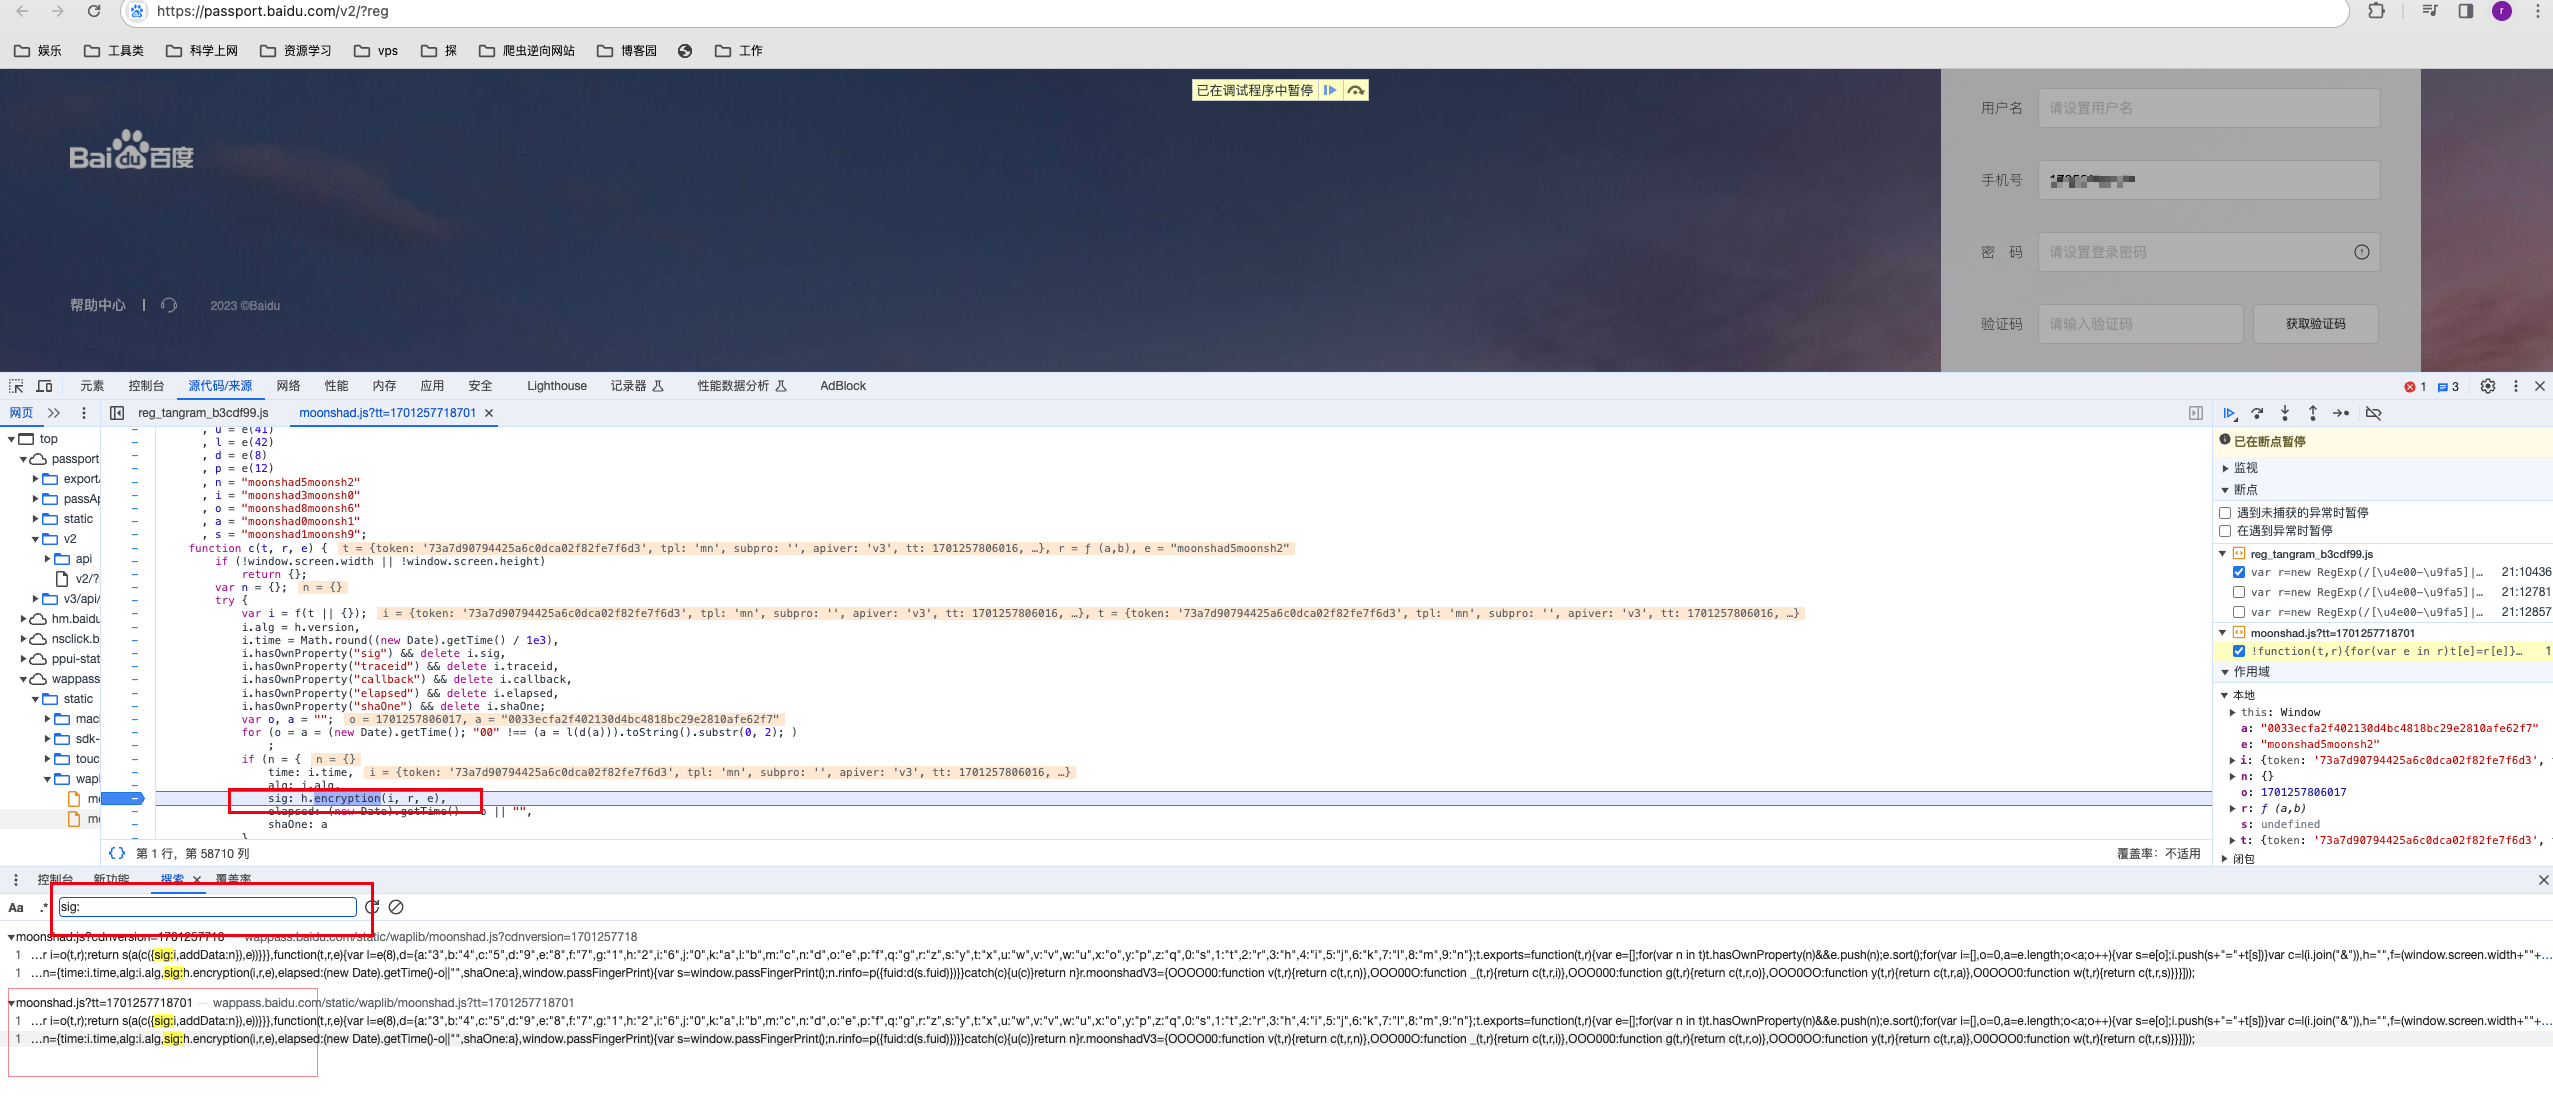 https://passport.baidu.com/v2/?reg
r
娱乐 工具类 科学上网 资源学习 vps 探 爬虫逆向网站 博客园 工作
已在调试程序中暂停
Bai du 百度
用户名 请设置用户名
手机号
密 码 请设置登录密码
验证码 请输入验证码 获取验证码
帮助中心 2023 ©Baidu
元素 控制台 源代码/来源 网络 性能 内存 应用 安全 Lighthouse 记录器 性能数据分析 AdBlock 1 3
网页 reg_tangram_b3cdf99.js moonshad.js?tt=1701257718701
top
passport
export/
passAp
static
v2
api
v2/?
v3/api/
hm.baidu
nsclick.b
ppui-stat
wappass
static
macl
sdk-
touc
wapl
mo
mo
, u = e(41)
, l = e(42)
, d = e(8)
, p = e(12)
, n = "moonshad5moonsh2"
, i = "moonshad3moonsh0"
, o = "moonshad8moonsh6"
, a = "moonshad0moonsh1"
, s = "moonshad1moonsh9";
function c(t, r, e) { t = {token: '73a7d90794425a6c0dca02f82fe7f6d3', tpl: 'mn', subpro: '', apiver: 'v3', tt: 1701257806016, …}, r = ƒ (a,b), e = "moonshad5moonsh2"
if (!window.screen.width || !window.screen.height)
return {};
var n = {}; n = {}
try {
var i = f(t || {}); i = {token: '73a7d90794425a6c0dca02f82fe7f6d3', tpl: 'mn', subpro: '', apiver: 'v3', tt: 1701257806016, …}, t = {token: '73a7d90794425a6c0dca02f82fe7f6d3', tpl: 'mn', subpro: '', apiver: 'v3', tt: 1701257806016, …}
i.alg = h.version,
i.time = Math.round((new Date).getTime() / 1e3),
i.hasOwnProperty("sig") && delete i.sig,
i.hasOwnProperty("traceid") && delete i.traceid,
i.hasOwnProperty("callback") && delete i.callback,
i.hasOwnProperty("elapsed") && delete i.elapsed,
i.hasOwnProperty("shaOne") && delete i.shaOne;
var o, a = ""; o = 1701257806017, a = "0033ecfa2f402130d4bc4818bc29e2810afe62f7"
for (o = a = (new Date).getTime(); "00" !== (a = l(d(a))).toString().substr(0, 2); )
;
if (n = { n = {}
time: i.time, i = {token: '73a7d90794425a6c0dca02f82fe7f6d3', tpl: 'mn', subpro: '', apiver: 'v3', tt: 1701257806016, …}
alg: i.alg,
sig: h.encryption(i, r, e),
elapsed: (new Date).getTime() - o || "",
shaOne: a
}
{} 第 1 行，第 58710 列 覆盖率：不适用
已在断点暂停
监视
断点
遇到未捕获的异常时暂停
在遇到异常时暂停
reg_tangram_b3cdf99.js
var r=new RegExp(/[\u4e00-\u9fa5]|… 21:10436
var r=new RegExp(/[\u4e00-\u9fa5]|… 21:12781
var r=new RegExp(/[\u4e00-\u9fa5]|… 21:12857
moonshad.js?tt=1701257718701
!function(t,r){for(var e in r)t[e]=r[e]}… 1
作用域
本地
this: Window
a: "0033ecfa2f402130d4bc4818bc29e2810afe62f7"
e: "moonshad5moonsh2"
i: {token: '73a7d90794425a6c0dca02f82fe7f6d3',
n: {}
o: 1701257806017
r: ƒ (a,b)
s: undefined
t: {token: '73a7d90794425a6c0dca02f82fe7f6d3',
闭包
控制台 新功能 搜索 覆盖率
Aa .* sig:
moonshad.js?cdnversion=1701257718 — wappass.baidu.com/static/waplib/moonshad.js?cdnversion=1701257718
1 …r i=o(t,r);return s(a(c({sig:i,addData:n}),e))}}},function(t,r,e){var l=e(8),d={a:"3",b:"4",c:"5",d:"9",e:"8",f:"7",g:"1",h:"2",i:"6",j:"0",k:"a",l:"b",m:"c",n:"d",o:"e",p:"f",q:"g",r:"z",s:"y",t:"x",u:"w",v:"v",w:"u",x:"o",y:"p",z:"q",0:"s",1:"t",2:"r",3:"h",4:"i",5:"j",6:"k",7:"l",8:"m",9:"n"};t.exports=function(t,r){var e=[];for(var n in t)t.hasOwnProperty(n)&&e.push(n);e.sort();for(var i=[],o=0,a=e.length;o<a;o++){var s=e[o];i.push(s+"="+t[s])}var c=l(i.join("&")),h="",f=(window.screen.width+""+…
1 …n={time:i.time,alg:i.alg,sig:h.encryption(i,r,e),elapsed:(new Date).getTime()-o||"",shaOne:a},window.passFingerPrint){var s=window.passFingerPrint();n.rinfo=p({fuid:d(s.fuid)})}}catch(c){u(c)}return n}r.moonshadV3={OOOO00:function v(t,r){return c(t,r,n)},OOO00O:function _(t,r){return c(t,r,i)},OOO000:function g(t,r){return c(t,r,o)},OOO0OO:function y(t,r){return c(t,r,a)},O0OOO0:function w(t,r){return c(t,r,s)}}}]);
moonshad.js?tt=1701257718701 — wappass.baidu.com/static/waplib/moonshad.js?tt=1701257718701
1 …r i=o(t,r);return s(a(c({sig:i,addData:n}),e))}}},function(t,r,e){var l=e(8),d={a:"3",b:"4",c:"5",d:"9",e:"8",f:"7",g:"1",h:"2",i:"6",j:"0",k:"a",l:"b",m:"c",n:"d",o:"e",p:"f",q:"g",r:"z",s:"y",t:"x",u:"w",v:"v",w:"u",x:"o",y:"p",z:"q",0:"s",1:"t",2:"r",3:"h",4:"i",5:"j",6:"k",7:"l",8:"m",9:"n"};t.exports=function(t,r){var e=[];for(var n in t)t.hasOwnProperty(n)&&e.push(n);e.sort();for(var i=[],o=0,a=e.length;o<a;o++){var s=e[o];i.push(s+"="+t[s])}var c=l(i.join("&")),h="",f=(window.screen.width+""+…
1 …n={time:i.time,alg:i.alg,sig:h.encryption(i,r,e),elapsed:(new Date).getTime()-o||"",shaOne:a},window.passFingerPrint){var s=window.passFingerPrint();n.rinfo=p({fuid:d(s.fuid)})}}catch(c){u(c)}return n}r.moonshadV3={OOOO00:function v(t,r){return c(t,r,n)},OOO00O:function _(t,r){return c(t,r,i)},OOO000:function g(t,r){return c(t,r,o)},OOO0OO:function y(t,r){return c(t,r,a)},O0OOO0:function w(t,r){return c(t,r,s)}}}]);